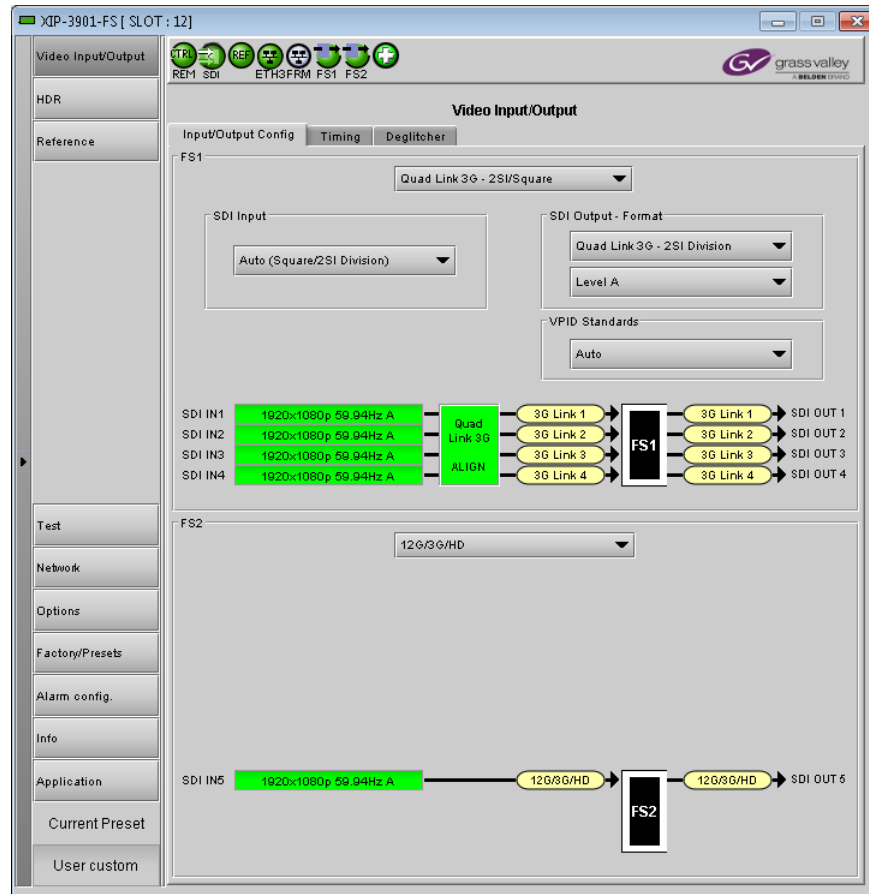 XIP-3901-FS [ SLOT : 12]
Video Input/Output
HDR
Reference
Test
Network
Options
Factory/Presets
Alarm config.
Info
Application
Current Preset
User custom
CTRL REF
REM SDI ETH3FRM FS1 FS2
grass valley
A BELDEN BRAND
Video Input/Output
Input/Output Config Timing Deglitcher
FS1
Quad Link 3G - 2SI/Square
SDI Input
Auto (Square/2SI Division)
SDI Output - Format
Quad Link 3G - 2SI Division
Level A
VPID Standards
Auto
SDI IN1 1920x1080p 59.94Hz A 3G Link 1 3G Link 1 SDI OUT 1
SDI IN2 1920x1080p 59.94Hz A 3G Link 2 3G Link 2 SDI OUT 2
SDI IN3 1920x1080p 59.94Hz A 3G Link 3 3G Link 3 SDI OUT 3
SDI IN4 1920x1080p 59.94Hz A 3G Link 4 3G Link 4 SDI OUT 4
Quad
Link 3G
ALIGN
FS1
FS2
12G/3G/HD
SDI IN5 1920x1080p 59.94Hz A 12G/3G/HD 12G/3G/HD SDI OUT 5
FS2